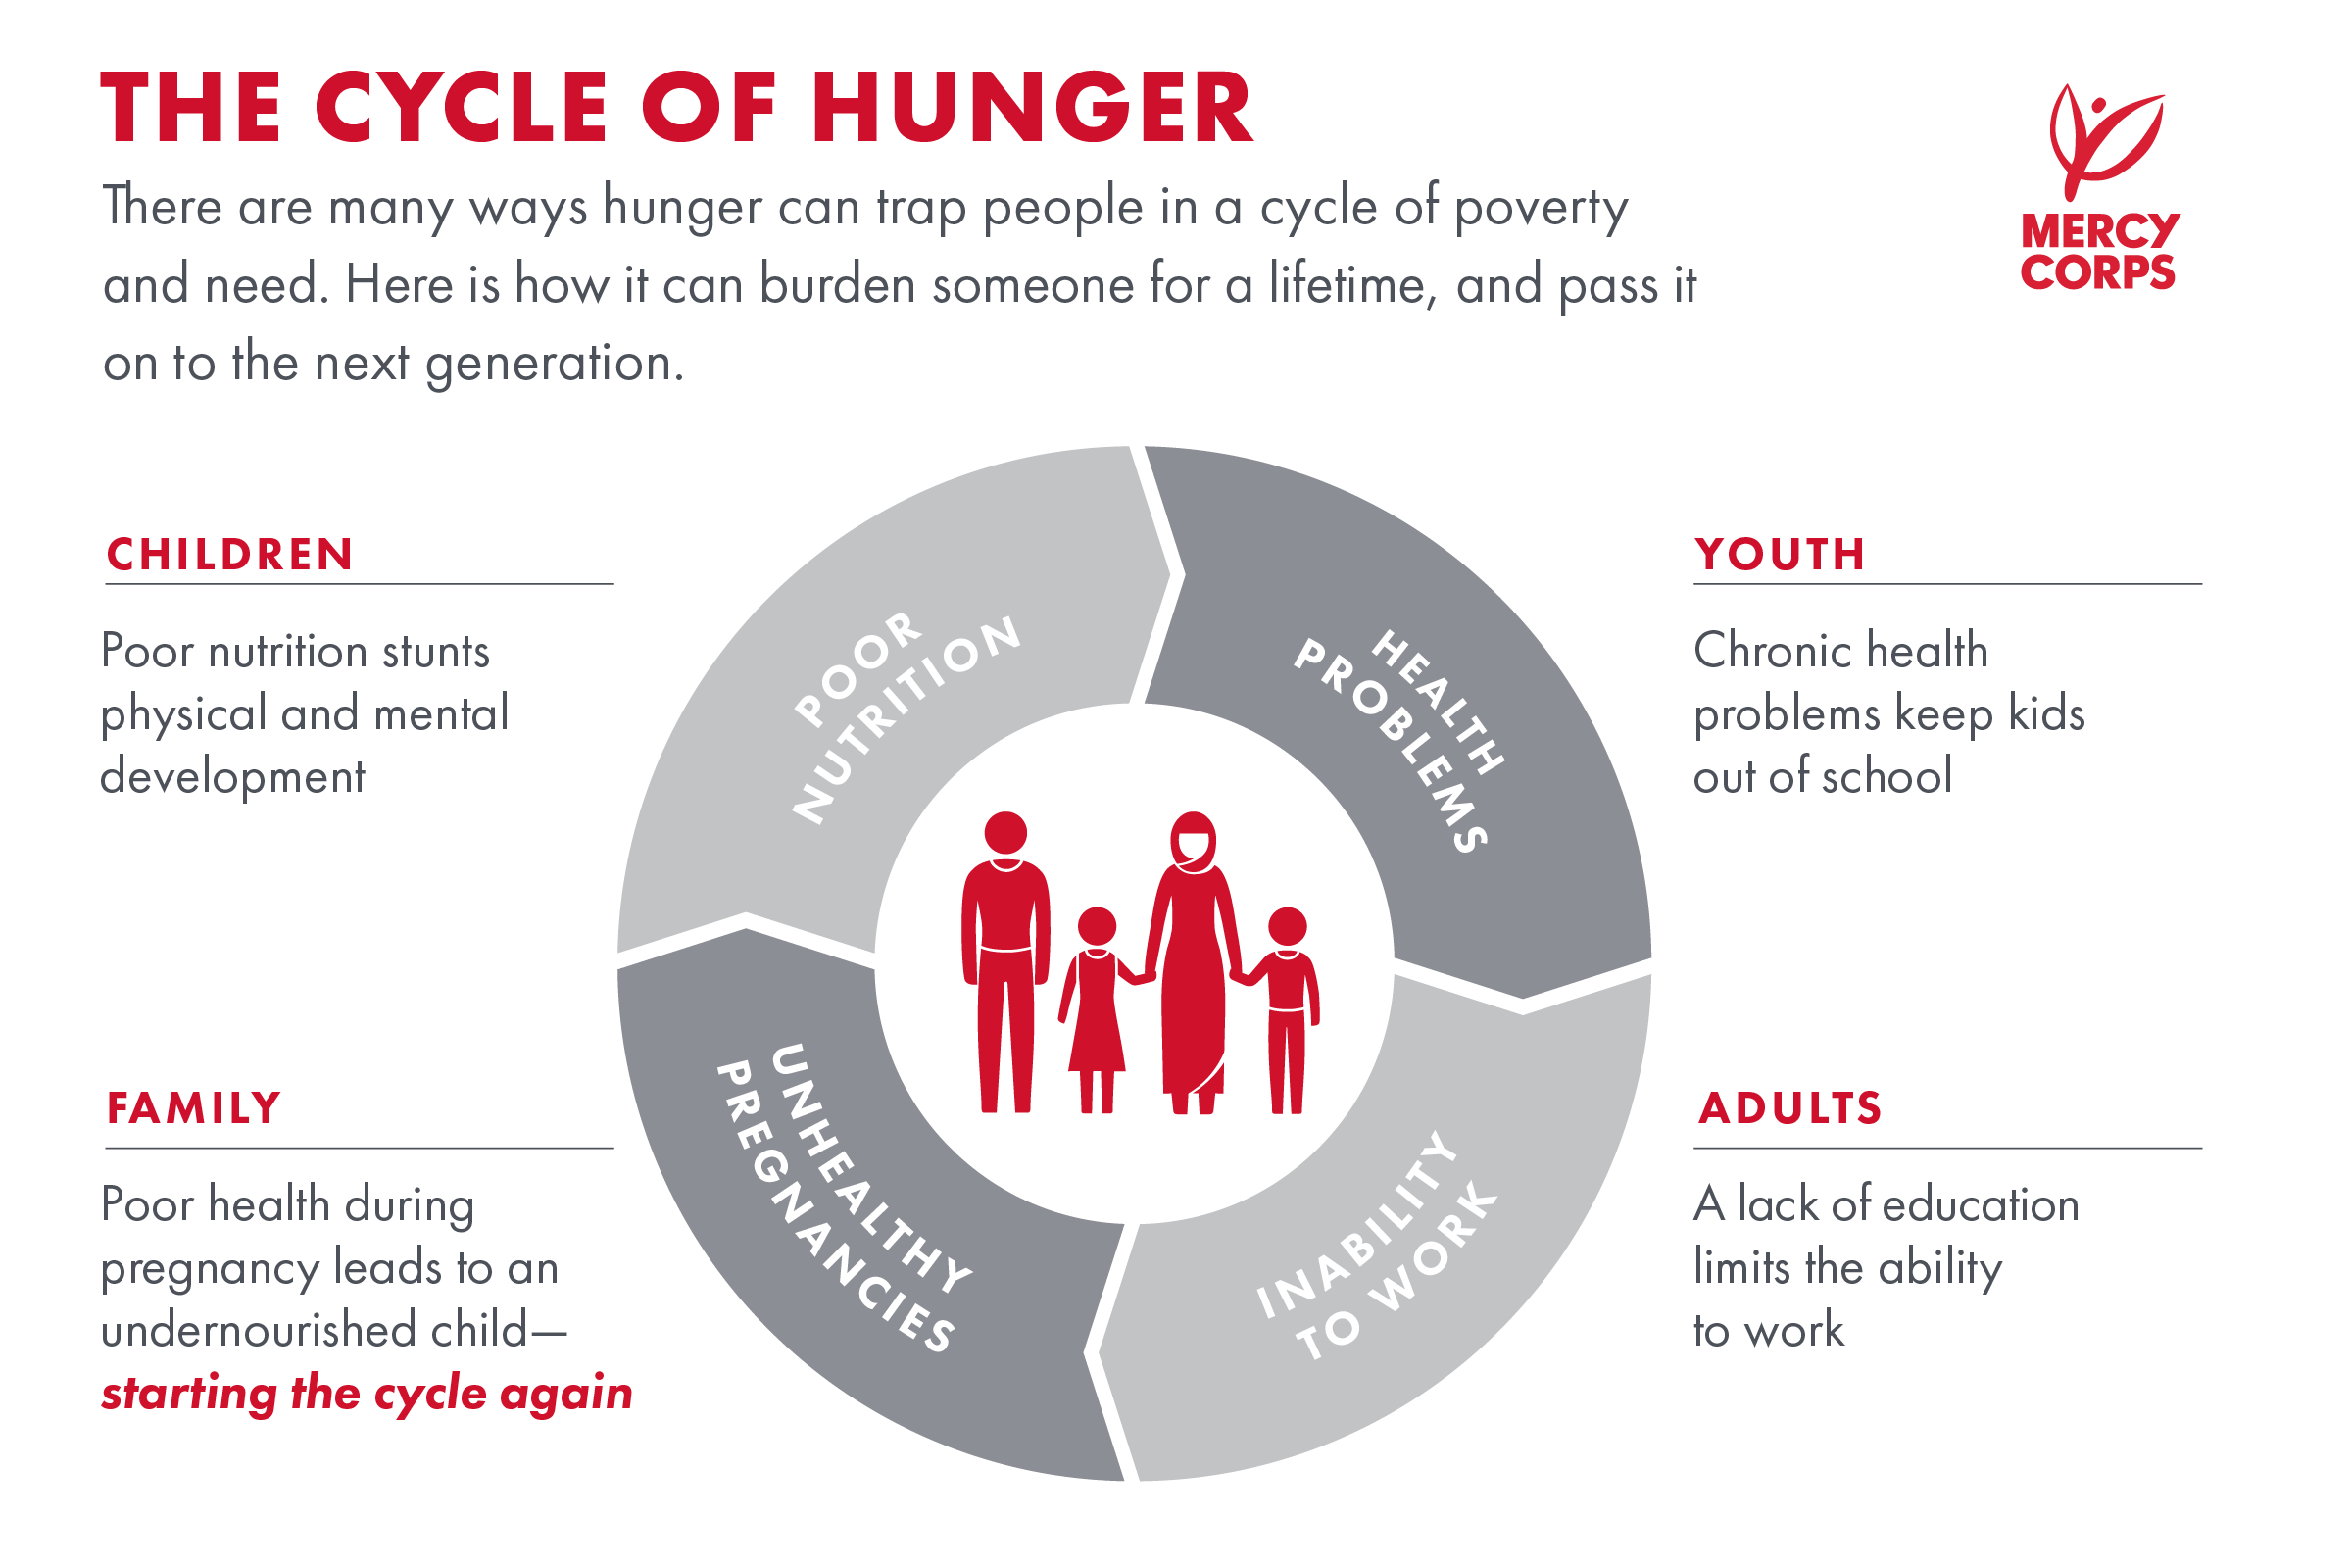 THE CYCLE OF HUNGER
There are many ways hunger can trap people in a cycle of poverty
and need. Here is how it can burden someone for a lifetime, and pass it
on to the next generation.
MERCY
CORPS
CHILDREN
Poor nutrition stunts
physical and mental
development
POOR
NUTRITION
HEALTH
PROBLEMS
YOUTH
Chronic health
problems keep kids
out of school
FAMILY
Poor health during
pregnancy leads to an
undernourished child—
starting the cycle again
UNHEALTHY
PREGNANCIES
INABILITY
TO WORK
ADULTS
A lack of education
limits the ability
to work